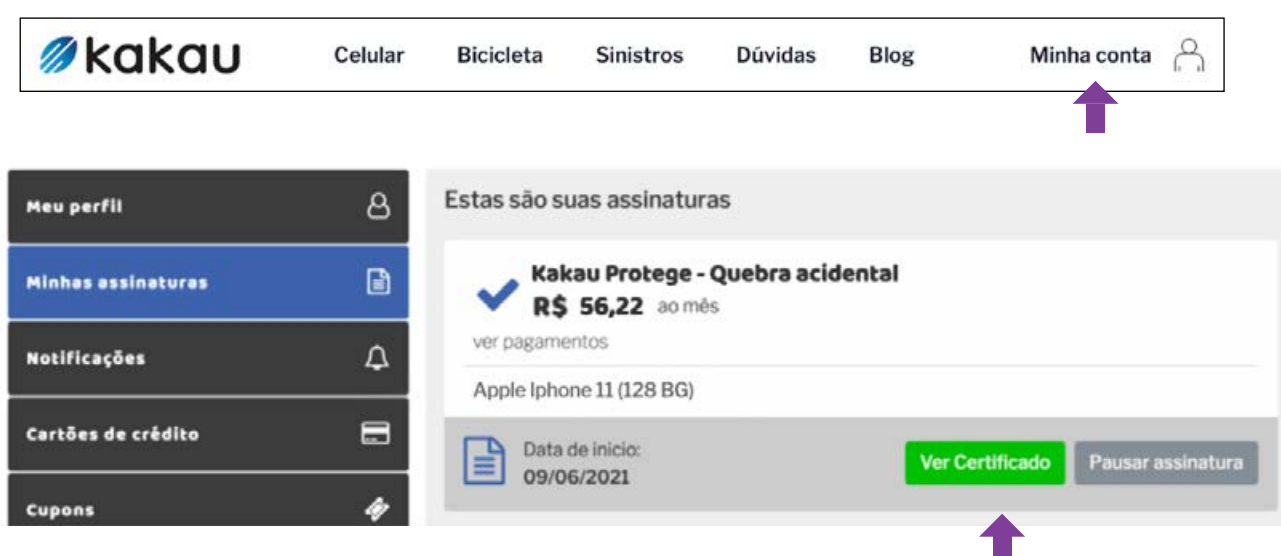 kakau Celular Bicicleta Sinistros Dúvidas Blog Minha conta
Meu perfil
Minhas assinaturas
Notificações
Cartões de crédito
Cupons
Estas são suas assinaturas
Kakau Protege - Quebra acidental
R$ 56,22 ao mês
ver pagamentos
Apple Iphone 11 (128 BG)
Data de inicio:
09/06/2021
Ver Certificado Pausar assinatura